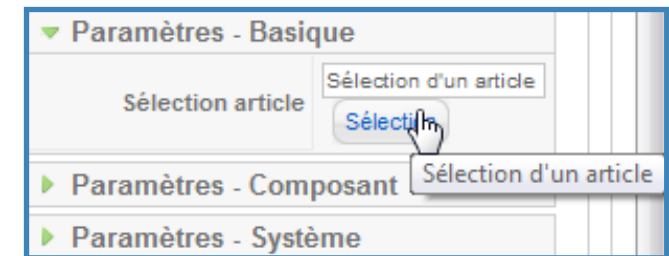 Paramètres - Basique
Sélection d'un article
Sélection article
Paramètres - Composant
Sélection d'un article
Paramètres - Système